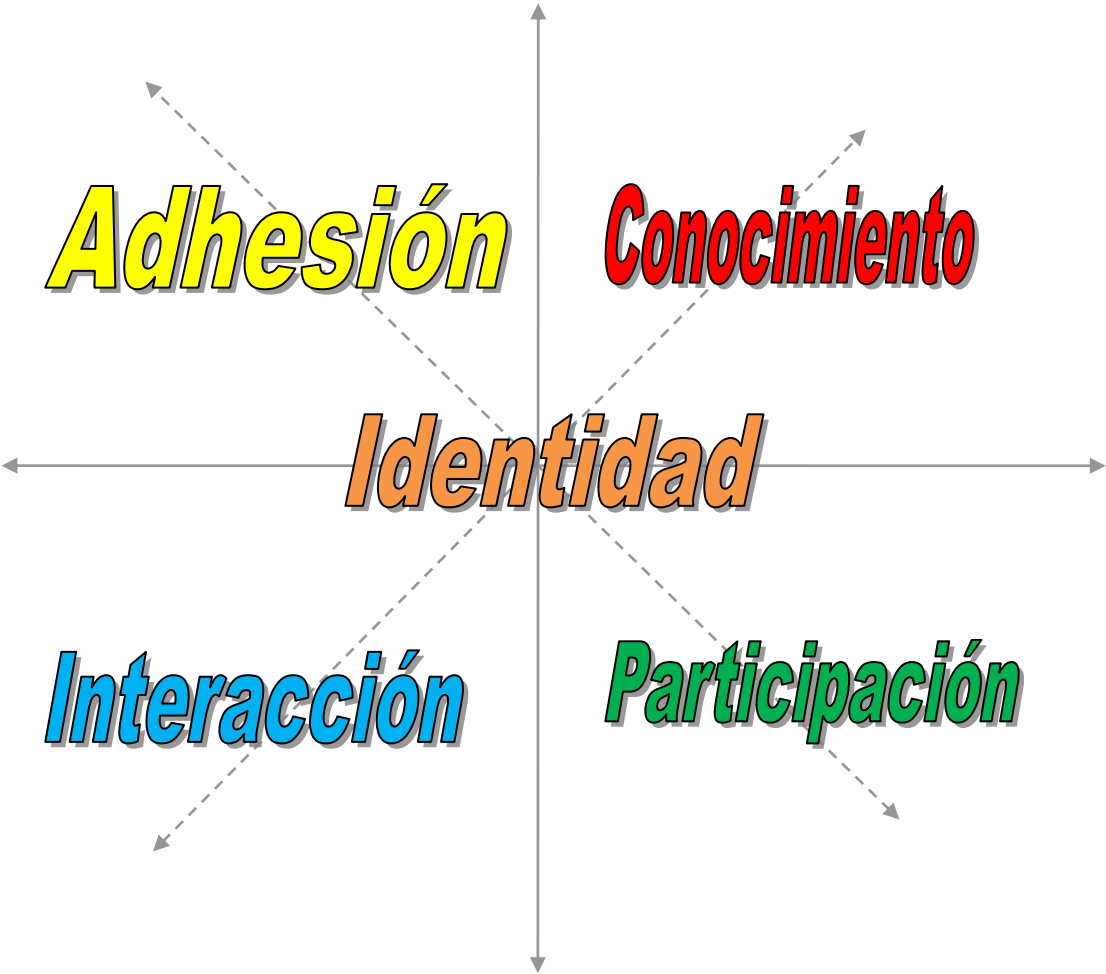 Adhesión
Conocimiento
Identidad
Interacción
Participación